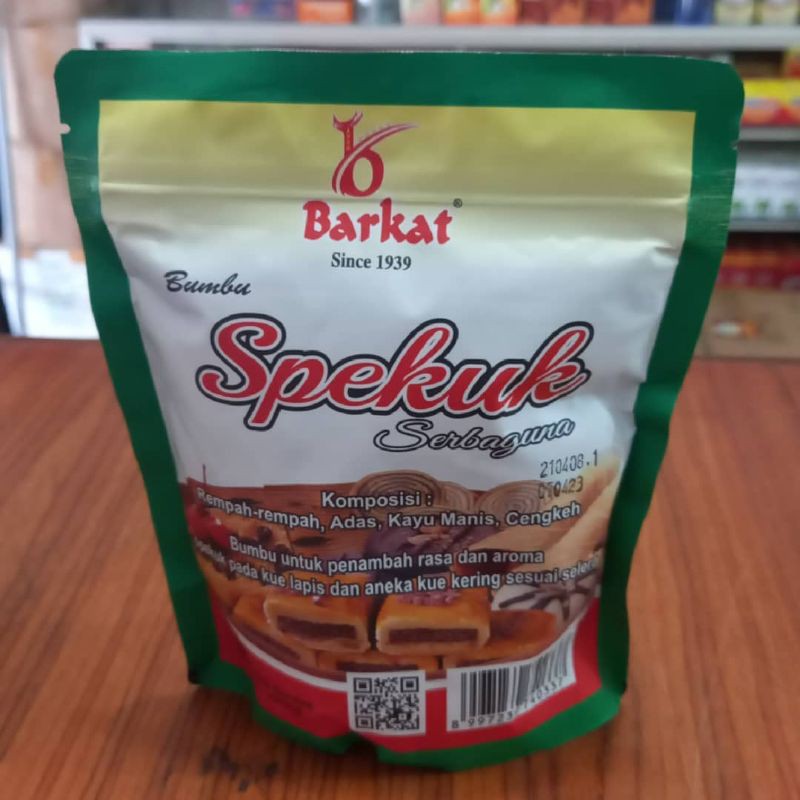 Barkat®
Since 1939
Bumbu
Spekuk
Serbaguna
210408.1
Komposisi :
Rempah-rempah, Adas, Kayu Manis, Cengkeh
Bumbu untuk penambah rasa dan aroma
spekuk pada kue lapis dan aneka kue kering sesuai selera